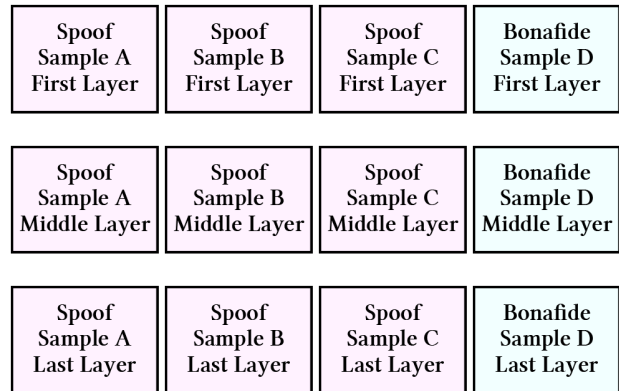 Spoof
Sample A
First Layer
Spoof
Sample B
First Layer
Spoof
Sample C
First Layer
Bonafide
Sample D
First Layer
Spoof
Sample A
Middle Layer
Spoof
Sample B
Middle Layer
Spoof
Sample C
Middle Layer
Bonafide
Sample D
Middle Layer
Spoof
Sample A
Last Layer
Spoof
Sample B
Last Layer
Spoof
Sample C
Last Layer
Bonafide
Sample D
Last Layer